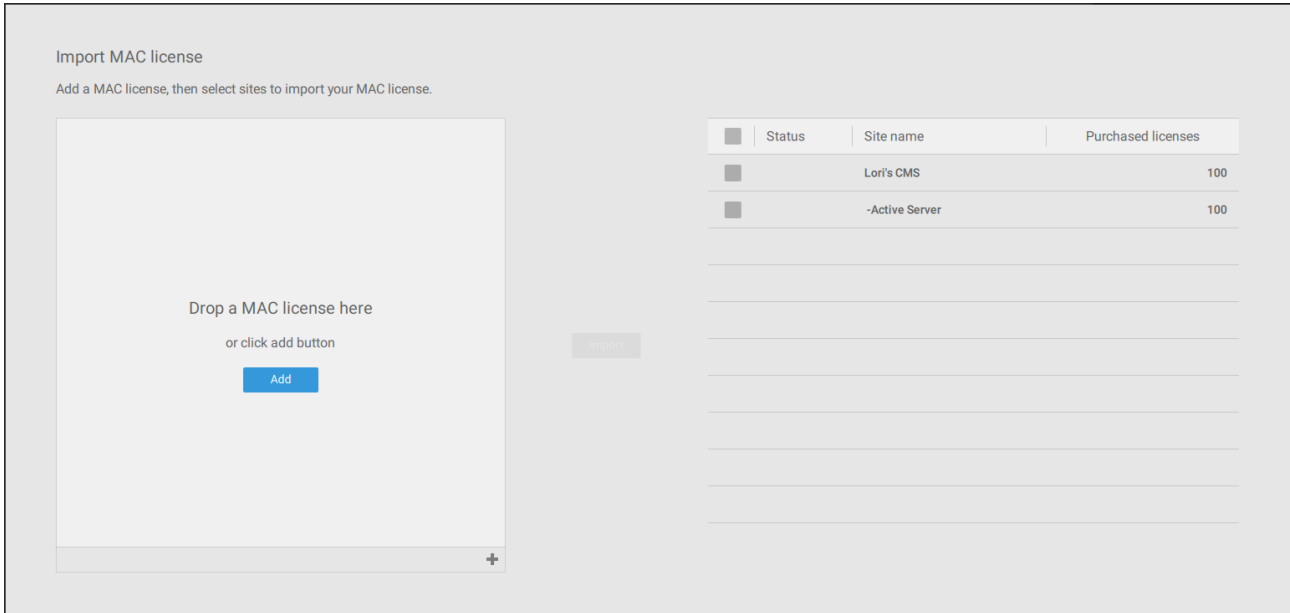 Import MAC license
Add a MAC license, then select sites to import your MAC license.
Drop a MAC license here
or click add button
Add
Import
Status Site name Purchased licenses
Lori's CMS 100
-Active Server 100